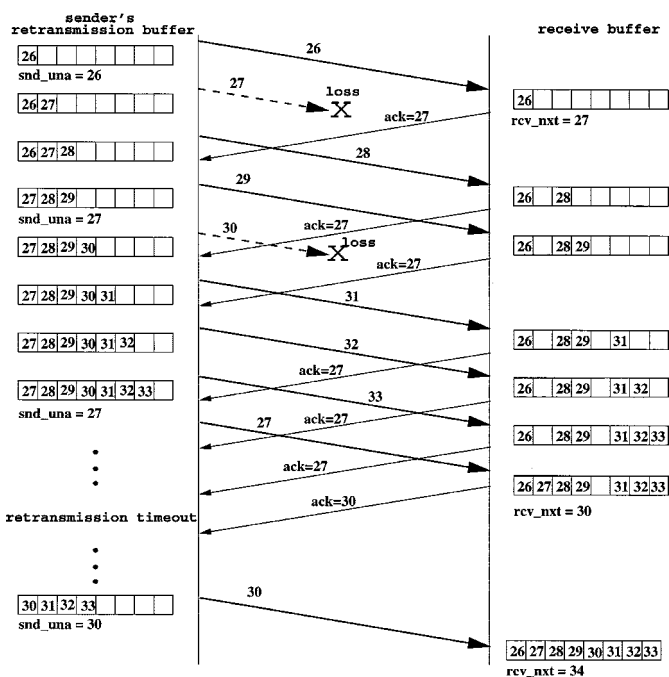 sender's
retransmission buffer
receive buffer
26
snd_una = 26
26
26
rcv_nxt = 27
26 27
27
loss
X
ack=27
26 27 28
28
27 28 29
snd_una = 27
29
26 28
27 28 29 30
30
loss
X
ack=27
26 28 29
ack=27
27 28 29 30 31
31
26 28 29 31
27 28 29 30 31 32
32
ack=27
26 28 29 31 32
27 28 29 30 31 32 33
snd_una = 27
33
ack=27
26 28 29 31 32 33
27
ack=27
26 27 28 29 31 32 33
rcv_nxt = 30
ack=30
retransmission timeout
30 31 32 33
snd_una = 30
30
26 27 28 29 30 31 32 33
rcv_nxt = 34